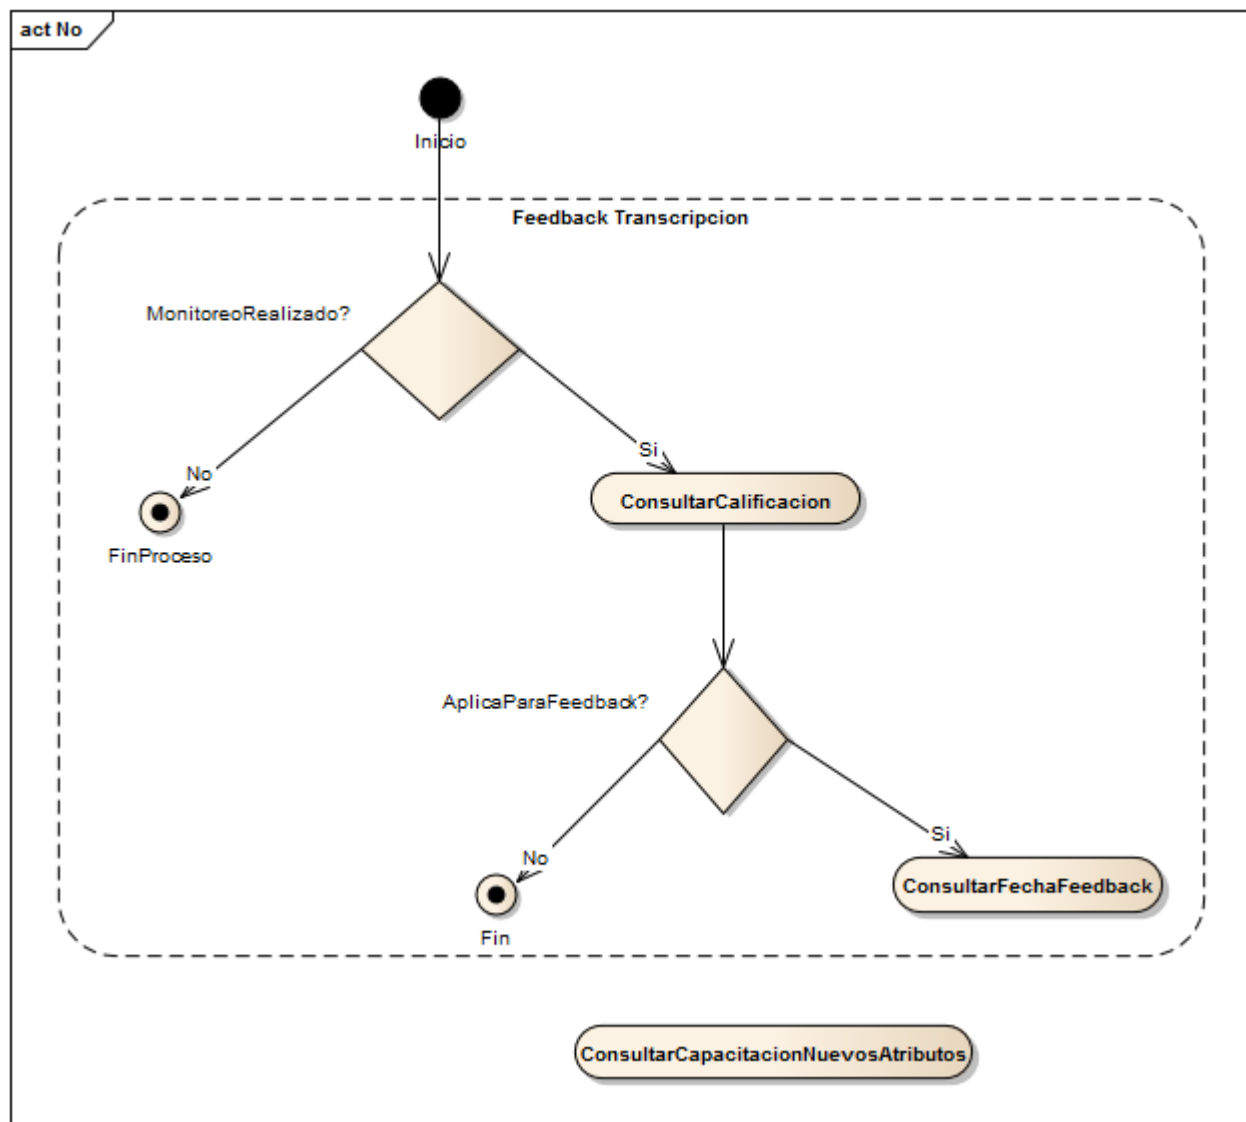 act No
Inicio
Feedback Transcripcion
MonitoreoRealizado?
No
Si
ConsultarCalificacion
FinProceso
AplicaParaFeedback?
No
Si
ConsultarFechaFeedback
Fin
ConsultarCapacitacionNuevosAtributos